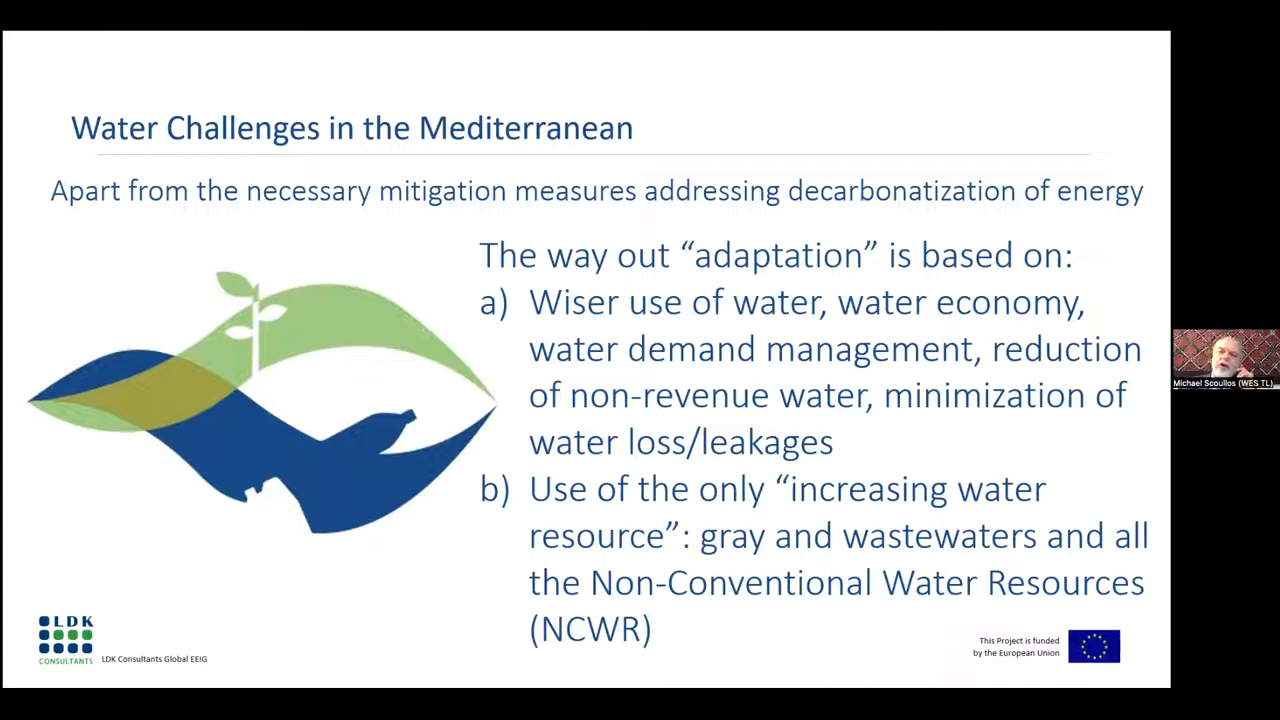 Water Challenges in the Mediterranean
Apart from the necessary mitigation measures addressing decarbonatization of energy
The way out “adaptation” is based on:
a) Wiser use of water, water economy,
water demand management, reduction
of non-revenue water, minimization of
water loss/leakages
b) Use of the only “increasing water
resource”: gray and wastewaters and all
the Non-Conventional Water Resources
(NCWR)
Michael Scoullos (WES TL)
LDK
CONSULTANTS
LDK Consultants Global EEIG
This Project is funded
by the European Union